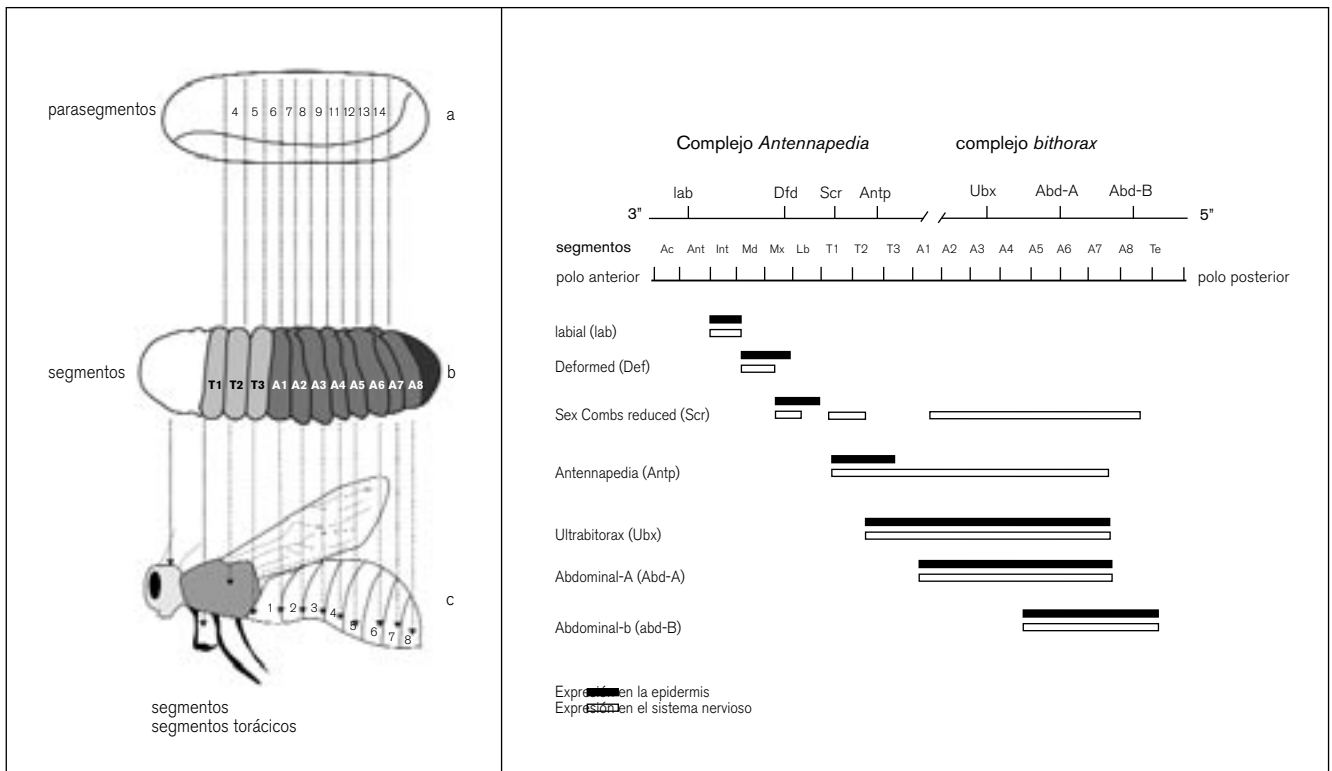 parasegmentos
4 5 6 7 8 9 11 12 13 14
a
segmentos
T1 T2 T3 A1 A2 A3 A4 A5 A6 A7 A8
b
1 2 3 4 5 6 7 8
c
segmentos
segmentos torácicos
Complejo Antennapedia complejo bithorax
lab Dfd Scr Antp Ubx Abd-A Abd-B
3" 5"
segmentos Ac Ant Int Md Mx Lb T1 T2 T3 A1 A2 A3 A4 A5 A6 A7 A8 Te
polo anterior polo posterior
labial (lab)
Deformed (Def)
Sex Combs reduced (Scr)
Antennapedia (Antp)
Ultrabitorax (Ubx)
Abdominal-A (Abd-A)
Abdominal-b (abd-B)
Expresión en la epidermis
Expresión en el sistema nervioso